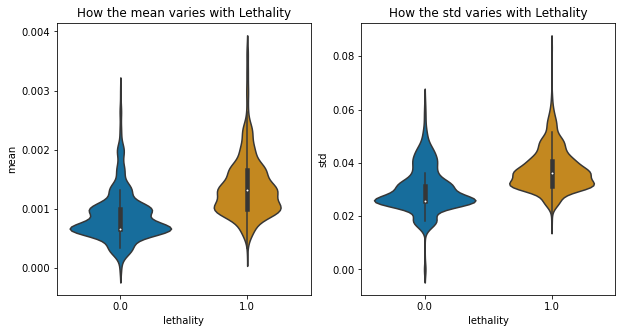 How the mean varies with Lethality
mean
0.004
0.003
0.002
0.001
0.000
0.0
1.0
lethality
How the std varies with Lethality
std
0.08
0.06
0.04
0.02
0.00
0.0
1.0
lethality